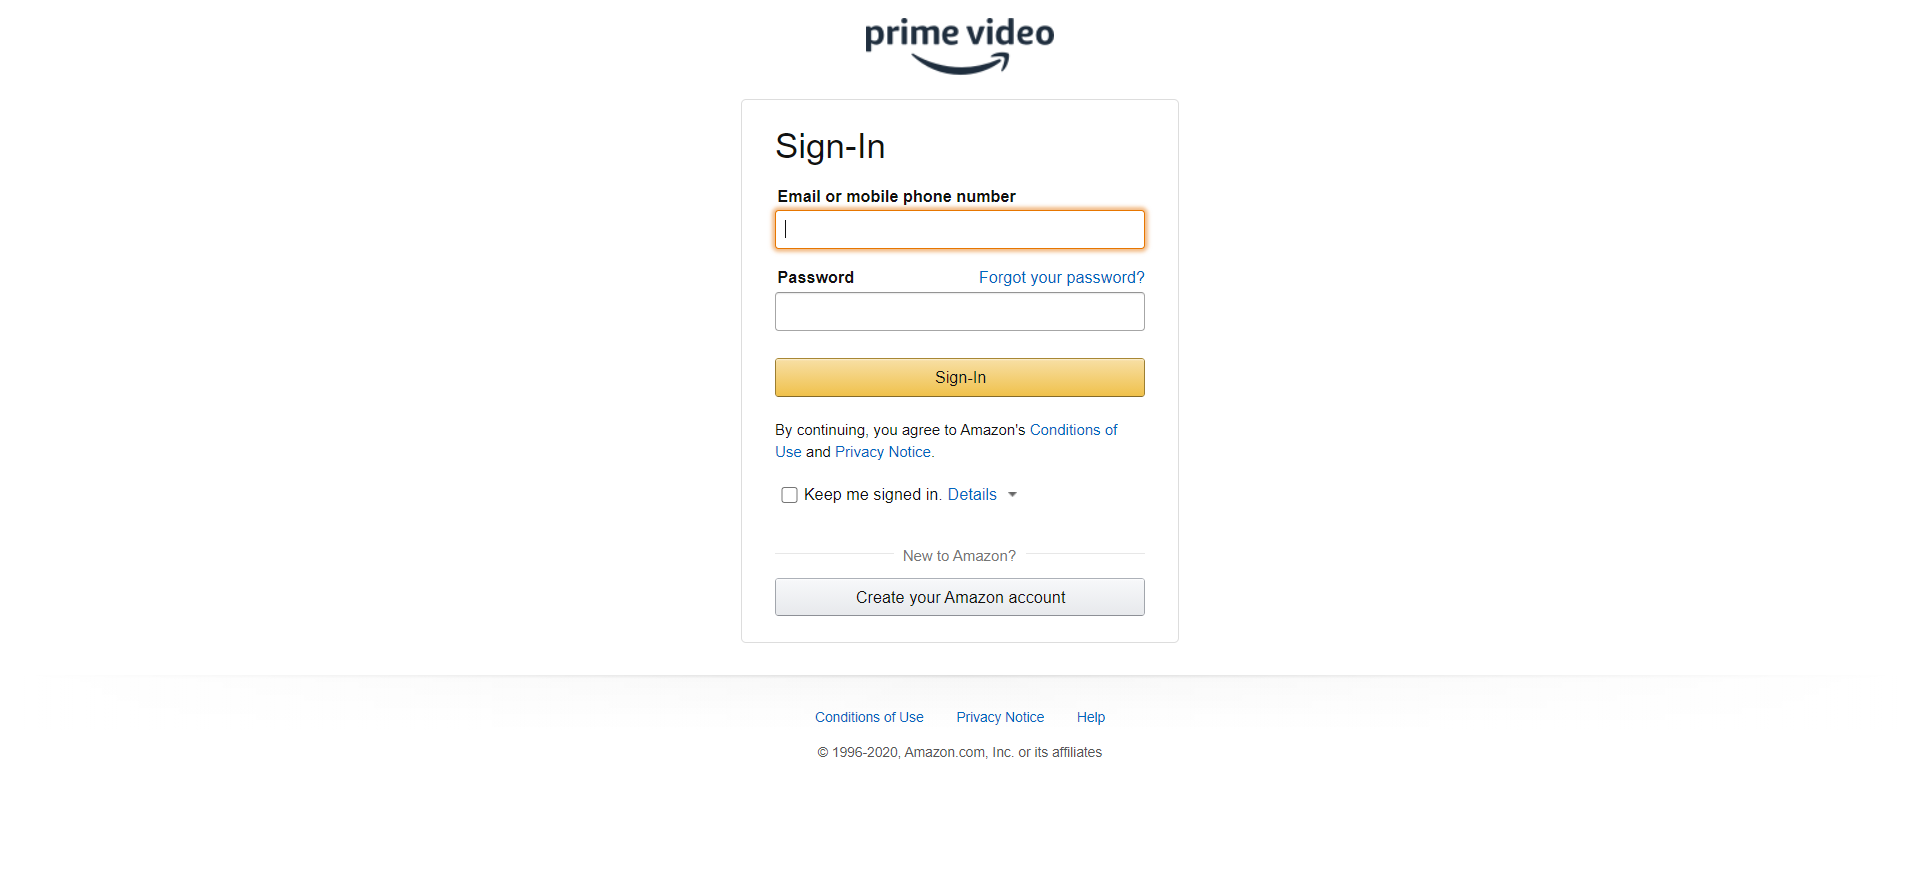 prime video
Sign-In
Email or mobile phone number
Password Forgot your password?
Sign-In
By continuing, you agree to Amazon's Conditions of
Use and Privacy Notice.
Keep me signed in. Details
New to Amazon?
Create your Amazon account
Conditions of Use Privacy Notice Help
© 1996-2020, Amazon.com, Inc. or its affiliates